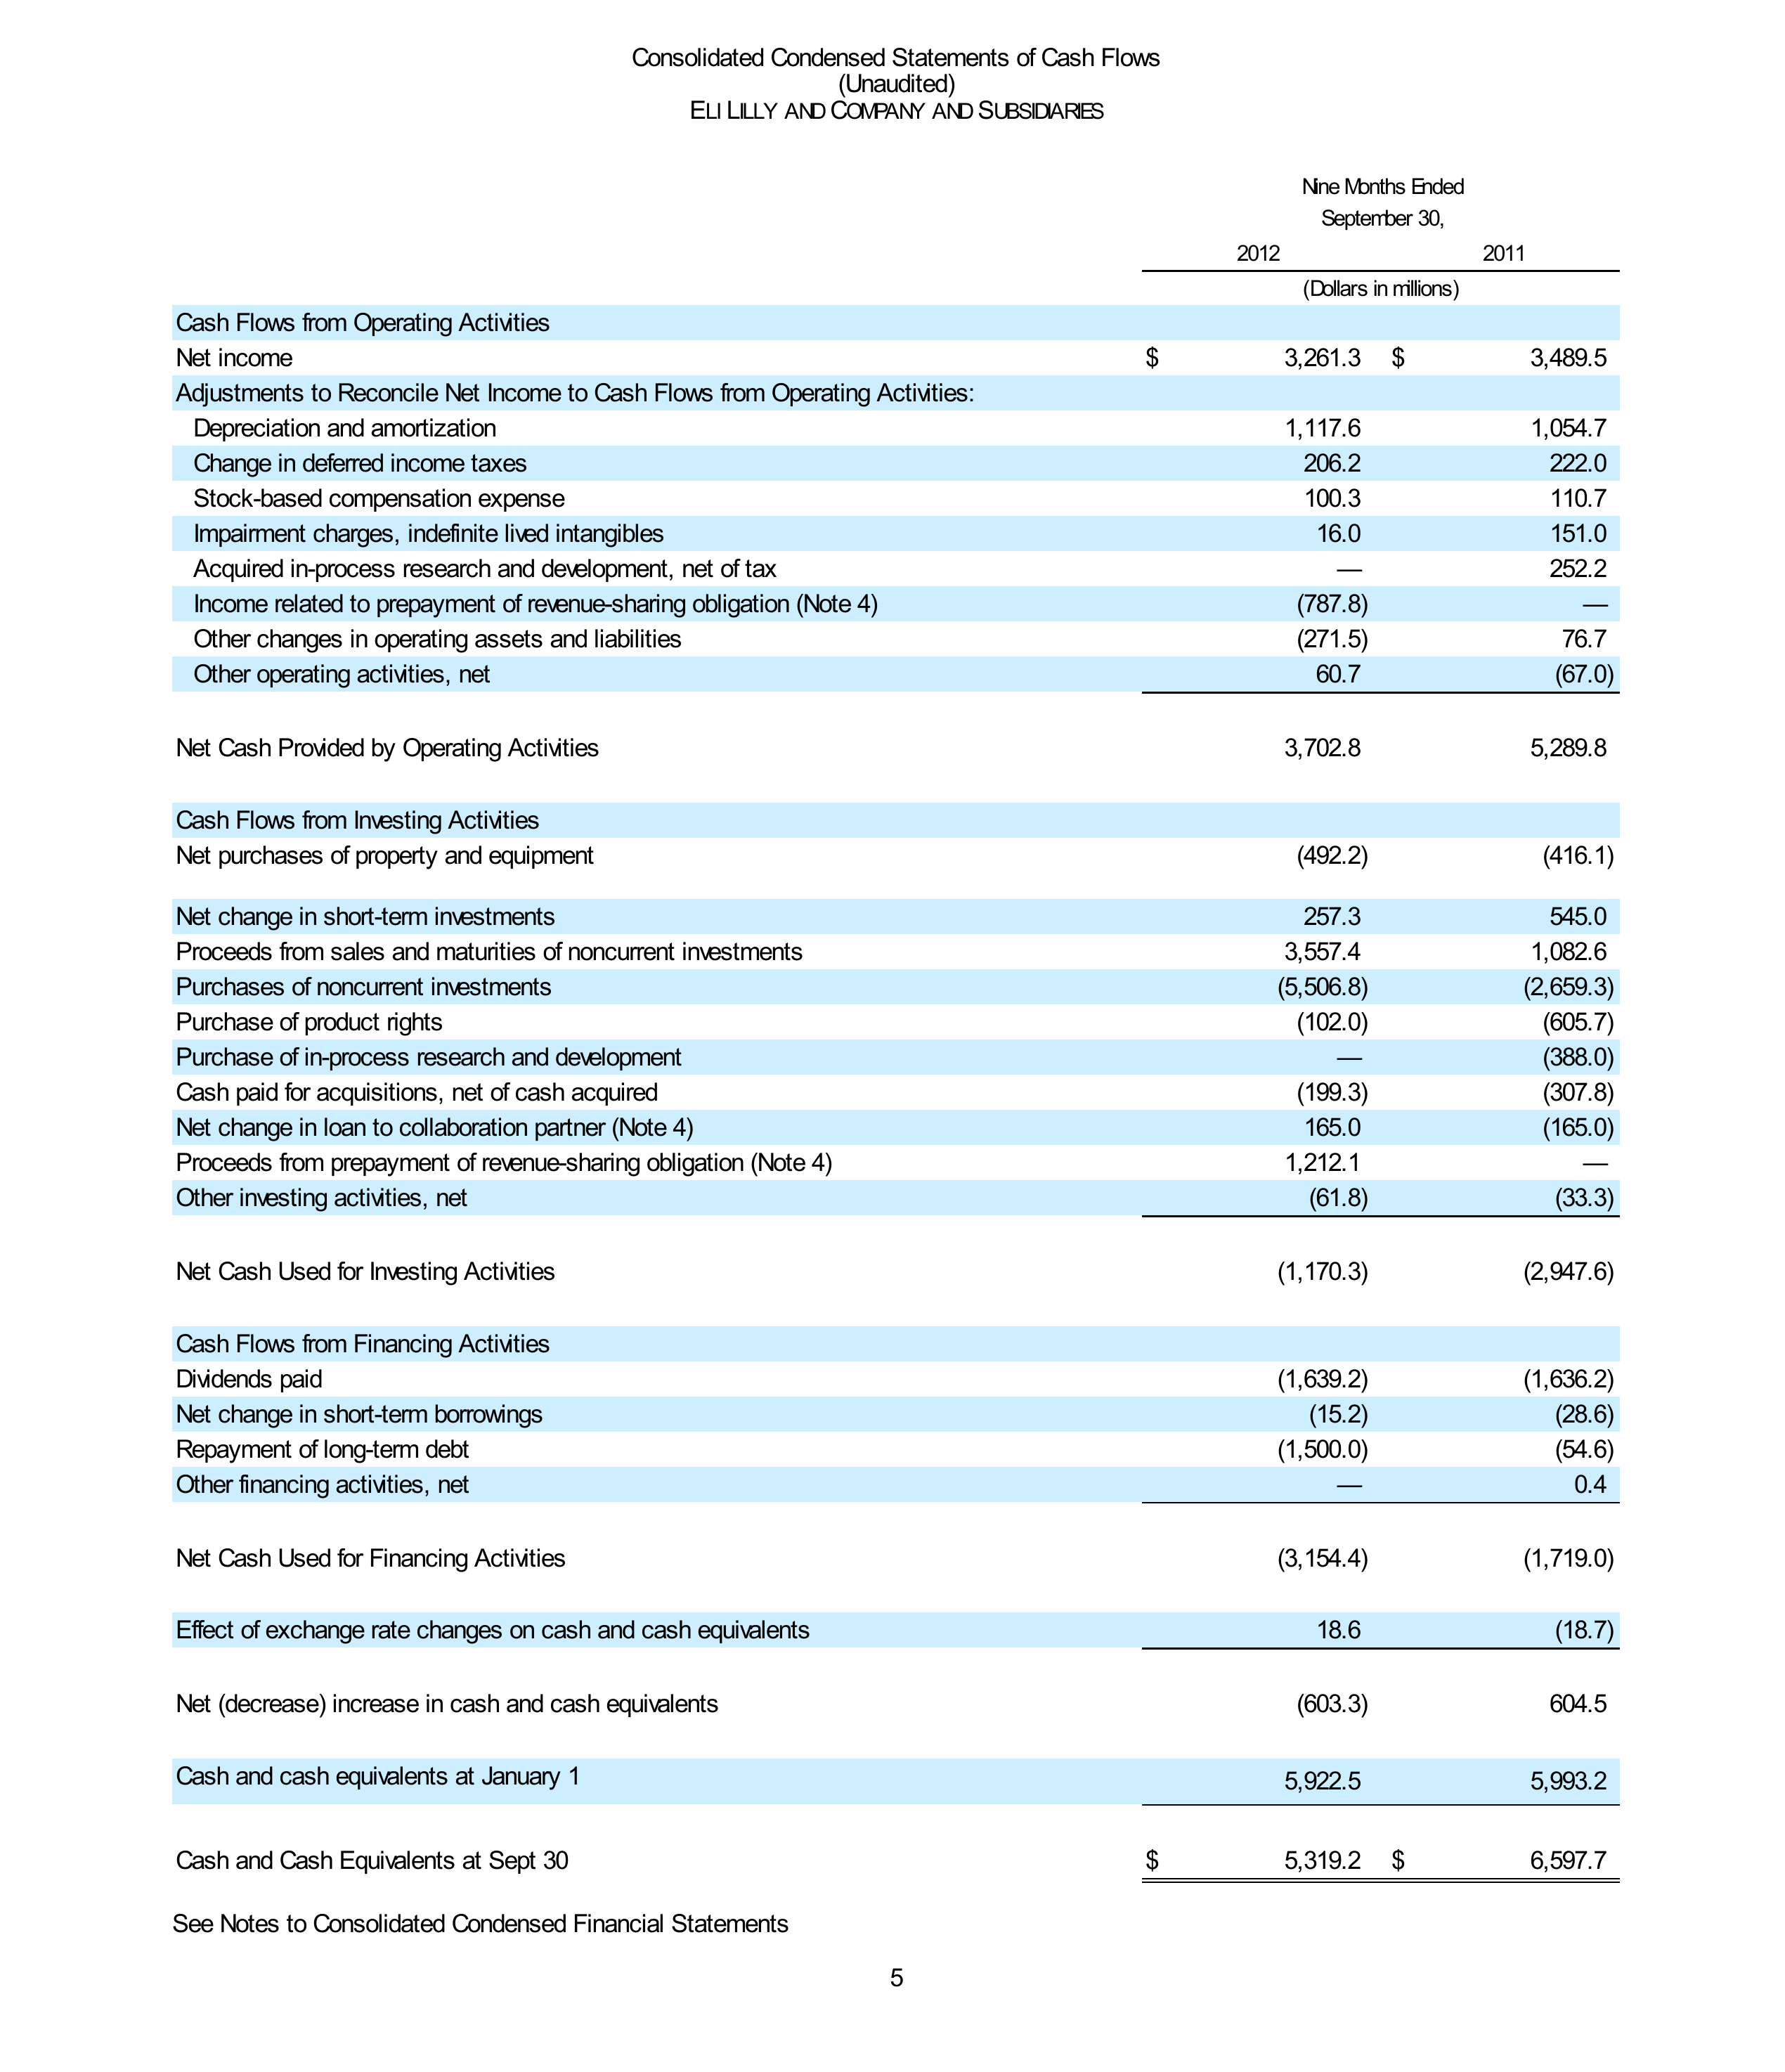 Consolidated Condensed Statements of Cash Flows
(Unaudited)
ELI LILLY AND COMPANY AND SUBSIDIARIES
Nine Months Ended
September 30,
2012 2011
(Dollars in millions)
Cash Flows from Operating Activities
Net income $ 3,261.3 $ 3,489.5
Adjustments to Reconcile Net Income to Cash Flows from Operating Activities:
Depreciation and amortization 1,117.6 1,054.7
Change in deferred income taxes 206.2 222.0
Stock-based compensation expense 100.3 110.7
Impairment charges, indefinite lived intangibles 16.0 151.0
Acquired in-process research and development, net of tax — 252.2
Income related to prepayment of revenue-sharing obligation (Note 4) (787.8) —
Other changes in operating assets and liabilities (271.5) 76.7
Other operating activities, net 60.7 (67.0)
Net Cash Provided by Operating Activities 3,702.8 5,289.8
Cash Flows from Investing Activities
Net purchases of property and equipment (492.2) (416.1)
Net change in short-term investments 257.3 545.0
Proceeds from sales and maturities of noncurrent investments 3,557.4 1,082.6
Purchases of noncurrent investments (5,506.8) (2,659.3)
Purchase of product rights (102.0) (605.7)
Purchase of in-process research and development — (388.0)
Cash paid for acquisitions, net of cash acquired (199.3) (307.8)
Net change in loan to collaboration partner (Note 4) 165.0 (165.0)
Proceeds from prepayment of revenue-sharing obligation (Note 4) 1,212.1 —
Other investing activities, net (61.8) (33.3)
Net Cash Used for Investing Activities (1,170.3) (2,947.6)
Cash Flows from Financing Activities
Dividends paid (1,639.2) (1,636.2)
Net change in short-term borrowings (15.2) (28.6)
Repayment of long-term debt (1,500.0) (54.6)
Other financing activities, net — 0.4
Net Cash Used for Financing Activities (3,154.4) (1,719.0)
Effect of exchange rate changes on cash and cash equivalents 18.6 (18.7)
Net (decrease) increase in cash and cash equivalents (603.3) 604.5
Cash and cash equivalents at January 1 5,922.5 5,993.2
Cash and Cash Equivalents at Sept 30 $ 5,319.2 $ 6,597.7
See Notes to Consolidated Condensed Financial Statements
5